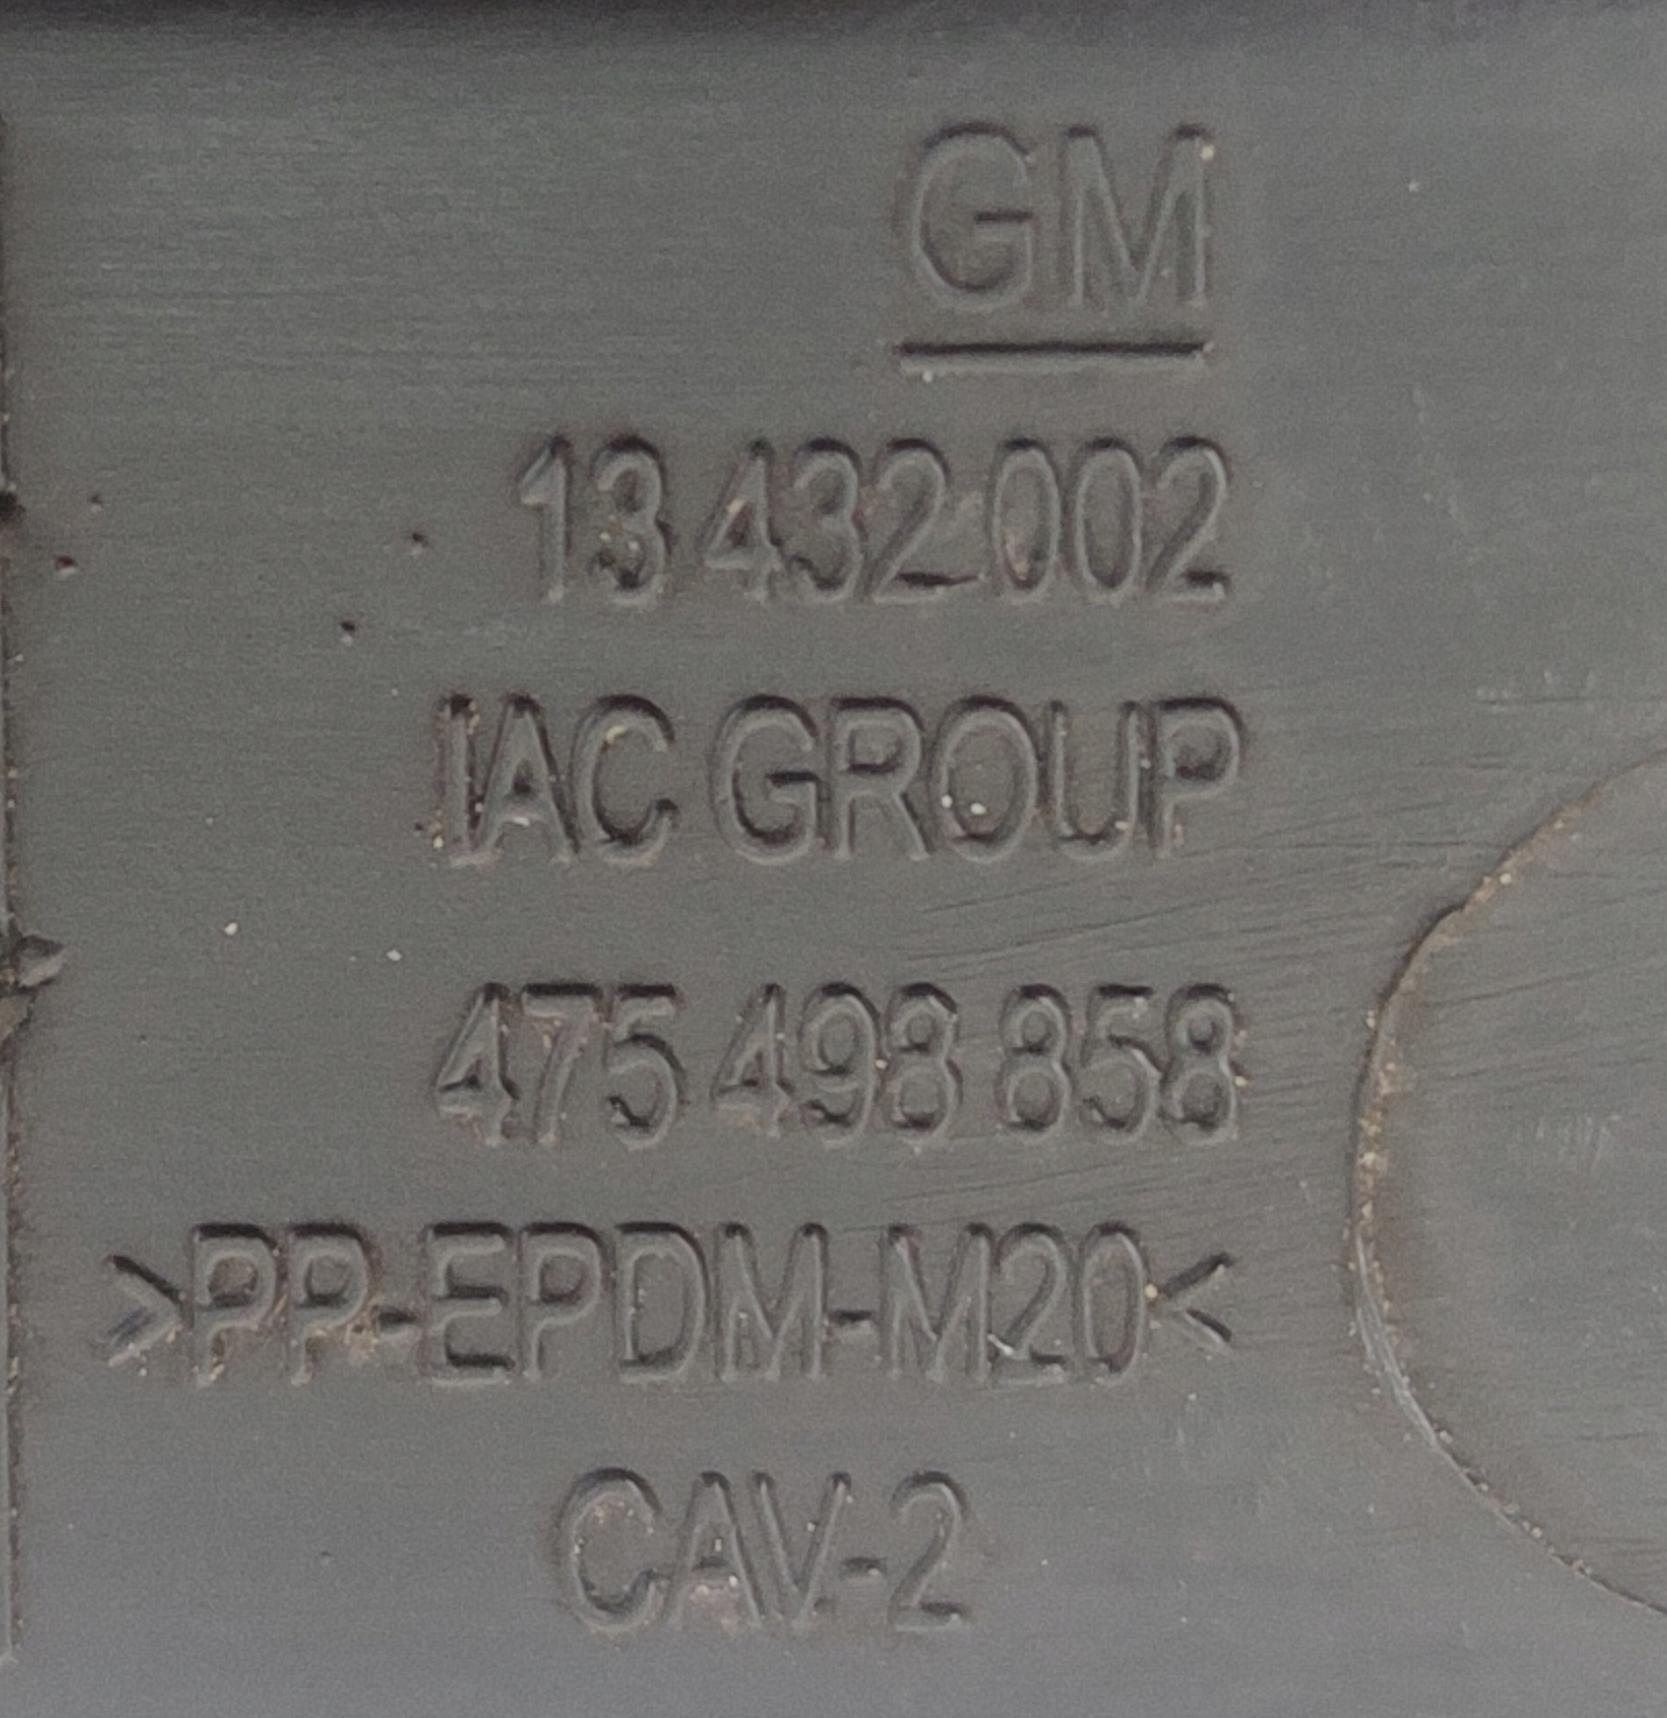 GM
13 432 002
IAC GROUP
475 498 858
>PP-EPDM-M20<
CAV-2